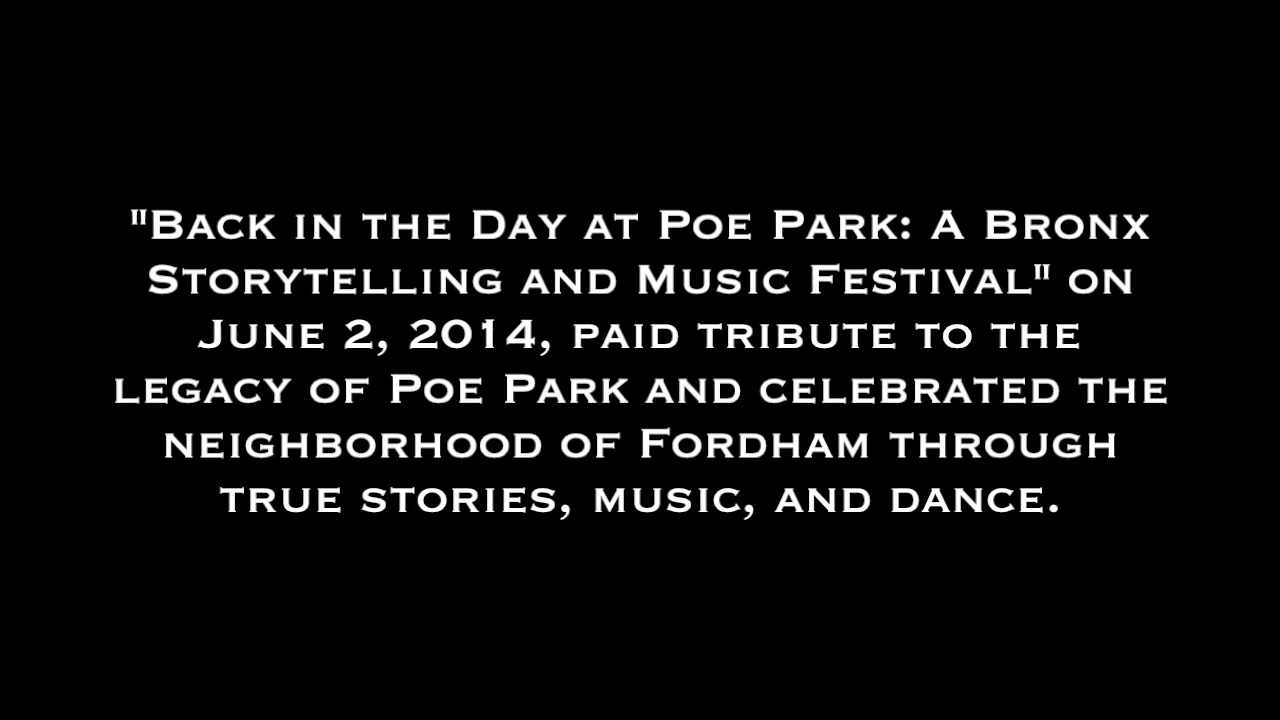 "Back in the Day at Poe Park: A Bronx
Storytelling and Music Festival" on
June 2, 2014, paid tribute to the
legacy of Poe Park and celebrated the
neighborhood of Fordham through
true stories, music, and dance.